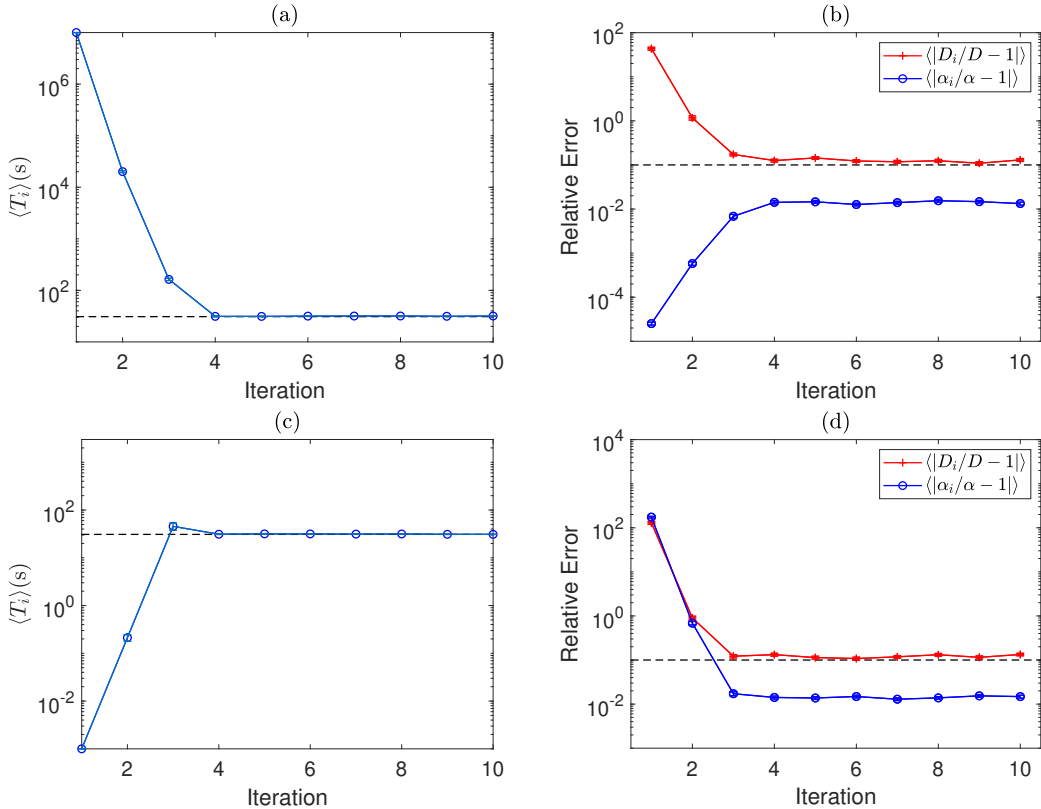 (a)
10^6
10^4
10^2
⟨T_i⟩(s)
2 4 6 8 10
Iteration
(b)
10^2
10^0
10^-2
10^-4
Relative Error
⟨|D_i/D − 1|⟩
⟨|α_i/α − 1|⟩
2 4 6 8 10
Iteration
(c)
10^2
10^0
10^-2
⟨T_i⟩(s)
2 4 6 8 10
Iteration
(d)
10^4
10^2
10^0
10^-2
Relative Error
⟨|D_i/D − 1|⟩
⟨|α_i/α − 1|⟩
2 4 6 8 10
Iteration